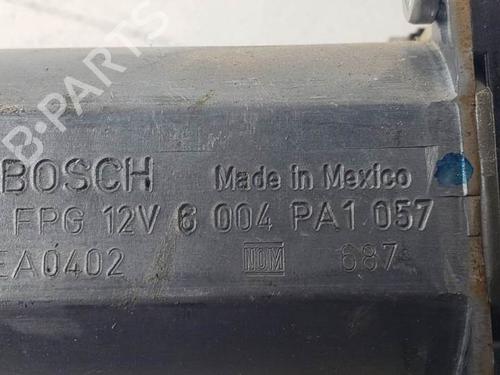 BOSCH Made in Mexico
FPG 12V 6 004 PA1 057
EA0402 NOM 687
B-PARTS